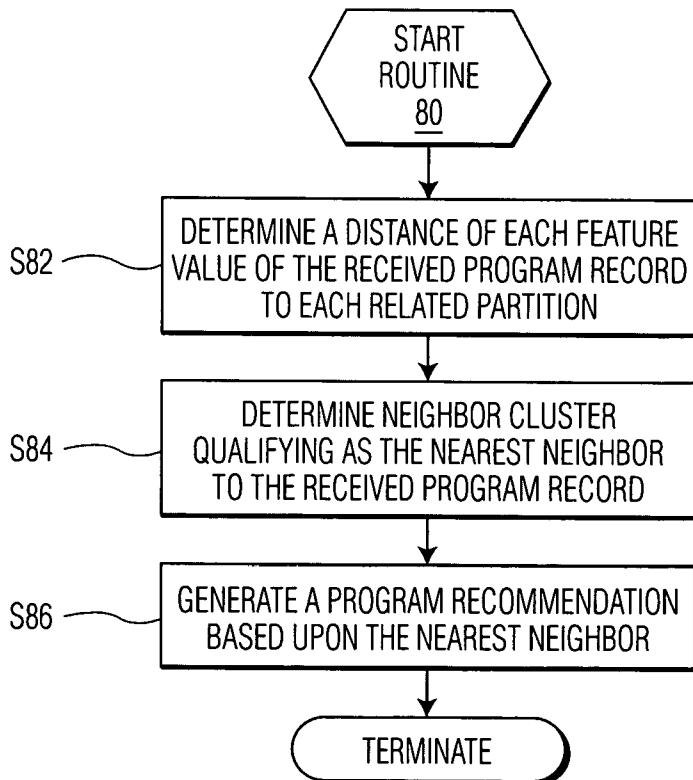 START
ROUTINE
80
S82
DETERMINE A DISTANCE OF EACH FEATURE
VALUE OF THE RECEIVED PROGRAM RECORD
TO EACH RELATED PARTITION
S84
DETERMINE NEIGHBOR CLUSTER
QUALIFYING AS THE NEAREST NEIGHBOR
TO THE RECEIVED PROGRAM RECORD
S86
GENERATE A PROGRAM RECOMMENDATION
BASED UPON THE NEAREST NEIGHBOR
TERMINATE